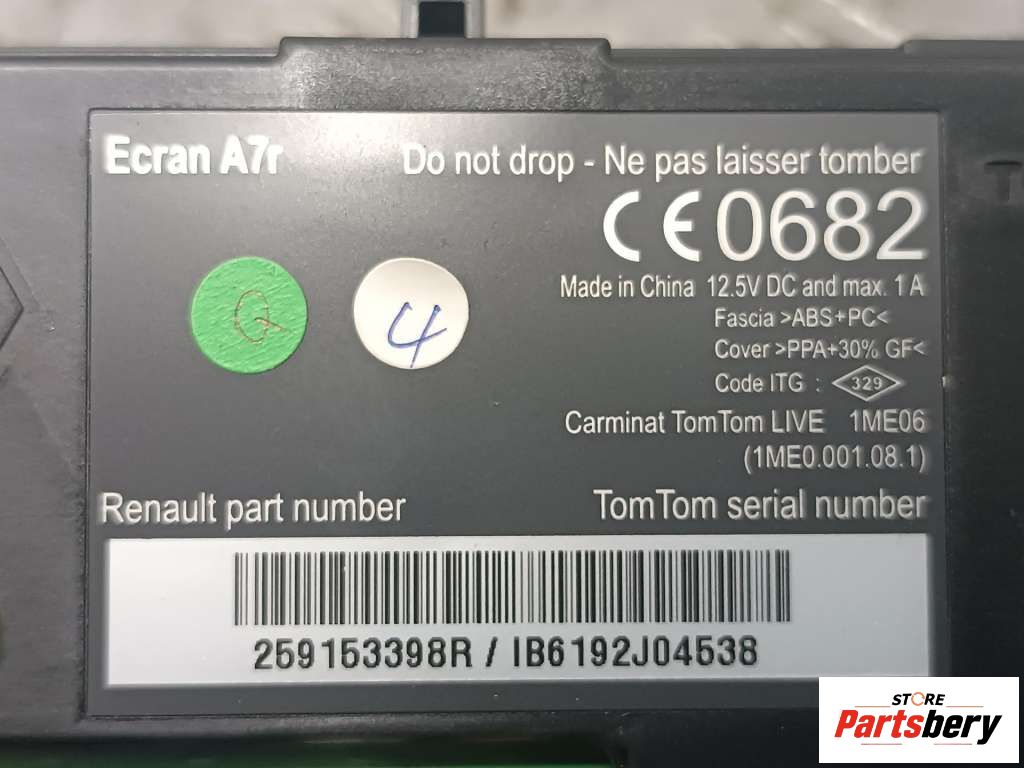 Ecran A7r
Do not drop - Ne pas laisser tomber
CE 0682
Made in China 12.5V DC and max. 1 A
Fascia >ABS+PC<
Cover >PPA+30% GF<
Code ITG : 329
G
4
Carminat TomTom LIVE 1ME06
(1ME0.001.08.1)
Renault part number
TomTom serial number
259153398R / IB6192J04538
STORE
Partsbery